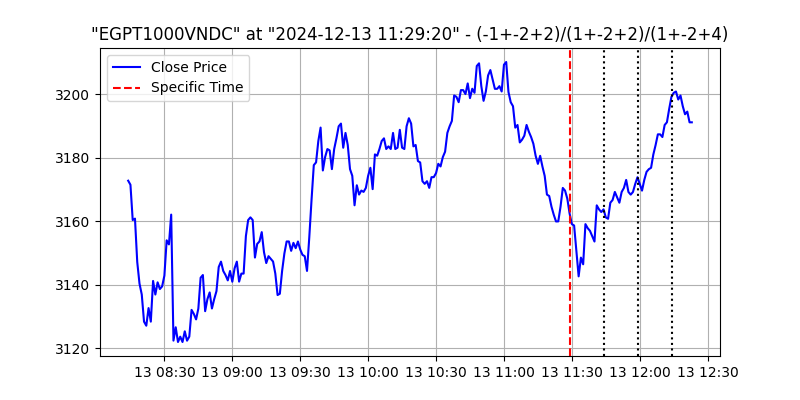 "EGPT1000VNDC" at "2024-12-13 11:29:20" - (-1+-2+2)/(1+-2+2)/(1+-2+4)
Close Price
Specific Time
3200
3180
3160
3140
3120
13 08:30 13 09:00 13 09:30 13 10:00 13 10:30 13 11:00 13 11:30 13 12:00 13 12:30